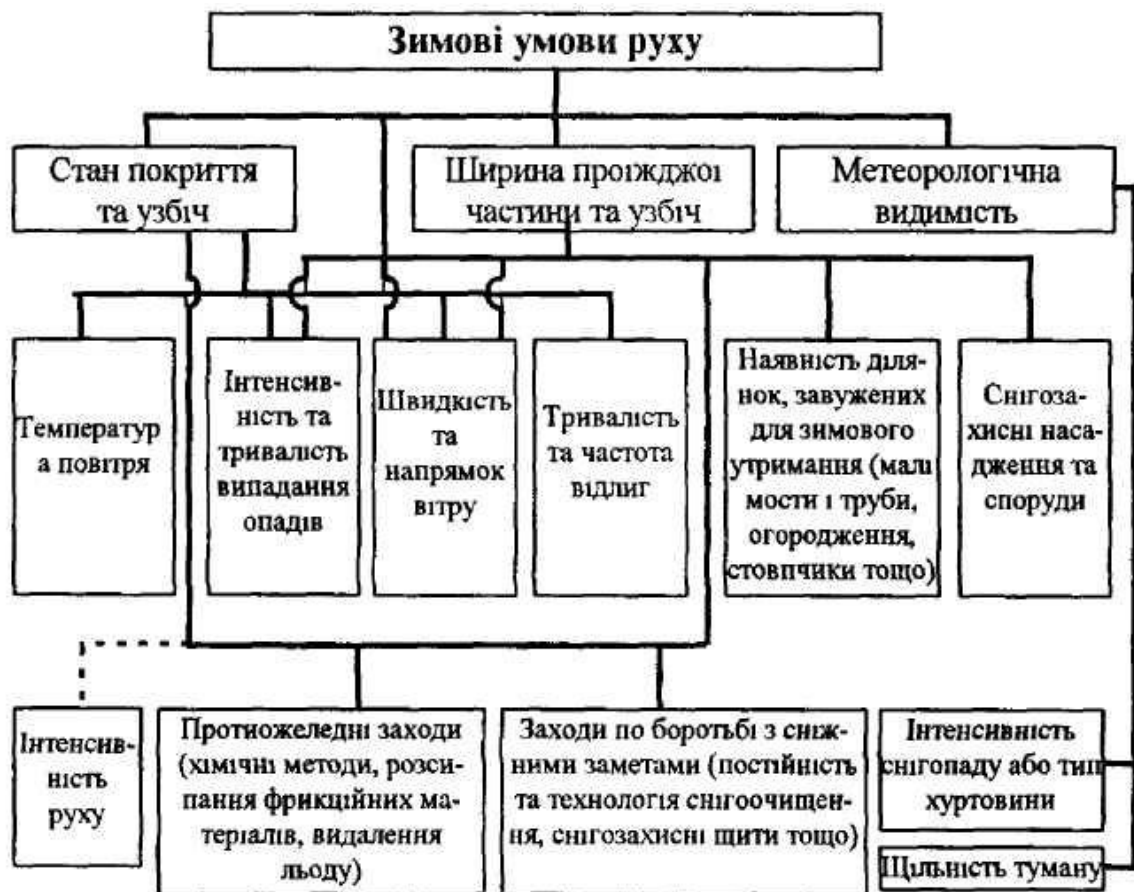 Зимові умови руху
Стан покриття
та узбіч
Ширина проїжджої
частини та узбіч
Метеорологічна
видимість
Температур
а повітря
Інтенсив-
ність та
тривалість
випадання
опадів
Швидкість
та
напрямок
вітру
Тривалість
та частота
відлиг
Наявність діля-
нок, завужених
для зимового
утримання (малі
мости і труби,
огородження,
стовпчики тощо)
Снігоза-
хисні наса-
дження та
споруди
Інтенсив-
ність
руху
Протиожеледні заходи
(хімічні методи, розси-
пання фрикційних ма-
теріалів, видалення
льоду)
Заходи по боротьбі з сніж-
ними заметами (постійність
та технологія снігоочищен-
ня, снігозахисні щити тощо)
Інтенсивність
снігопаду або тип
хуртовини
Щільність туману